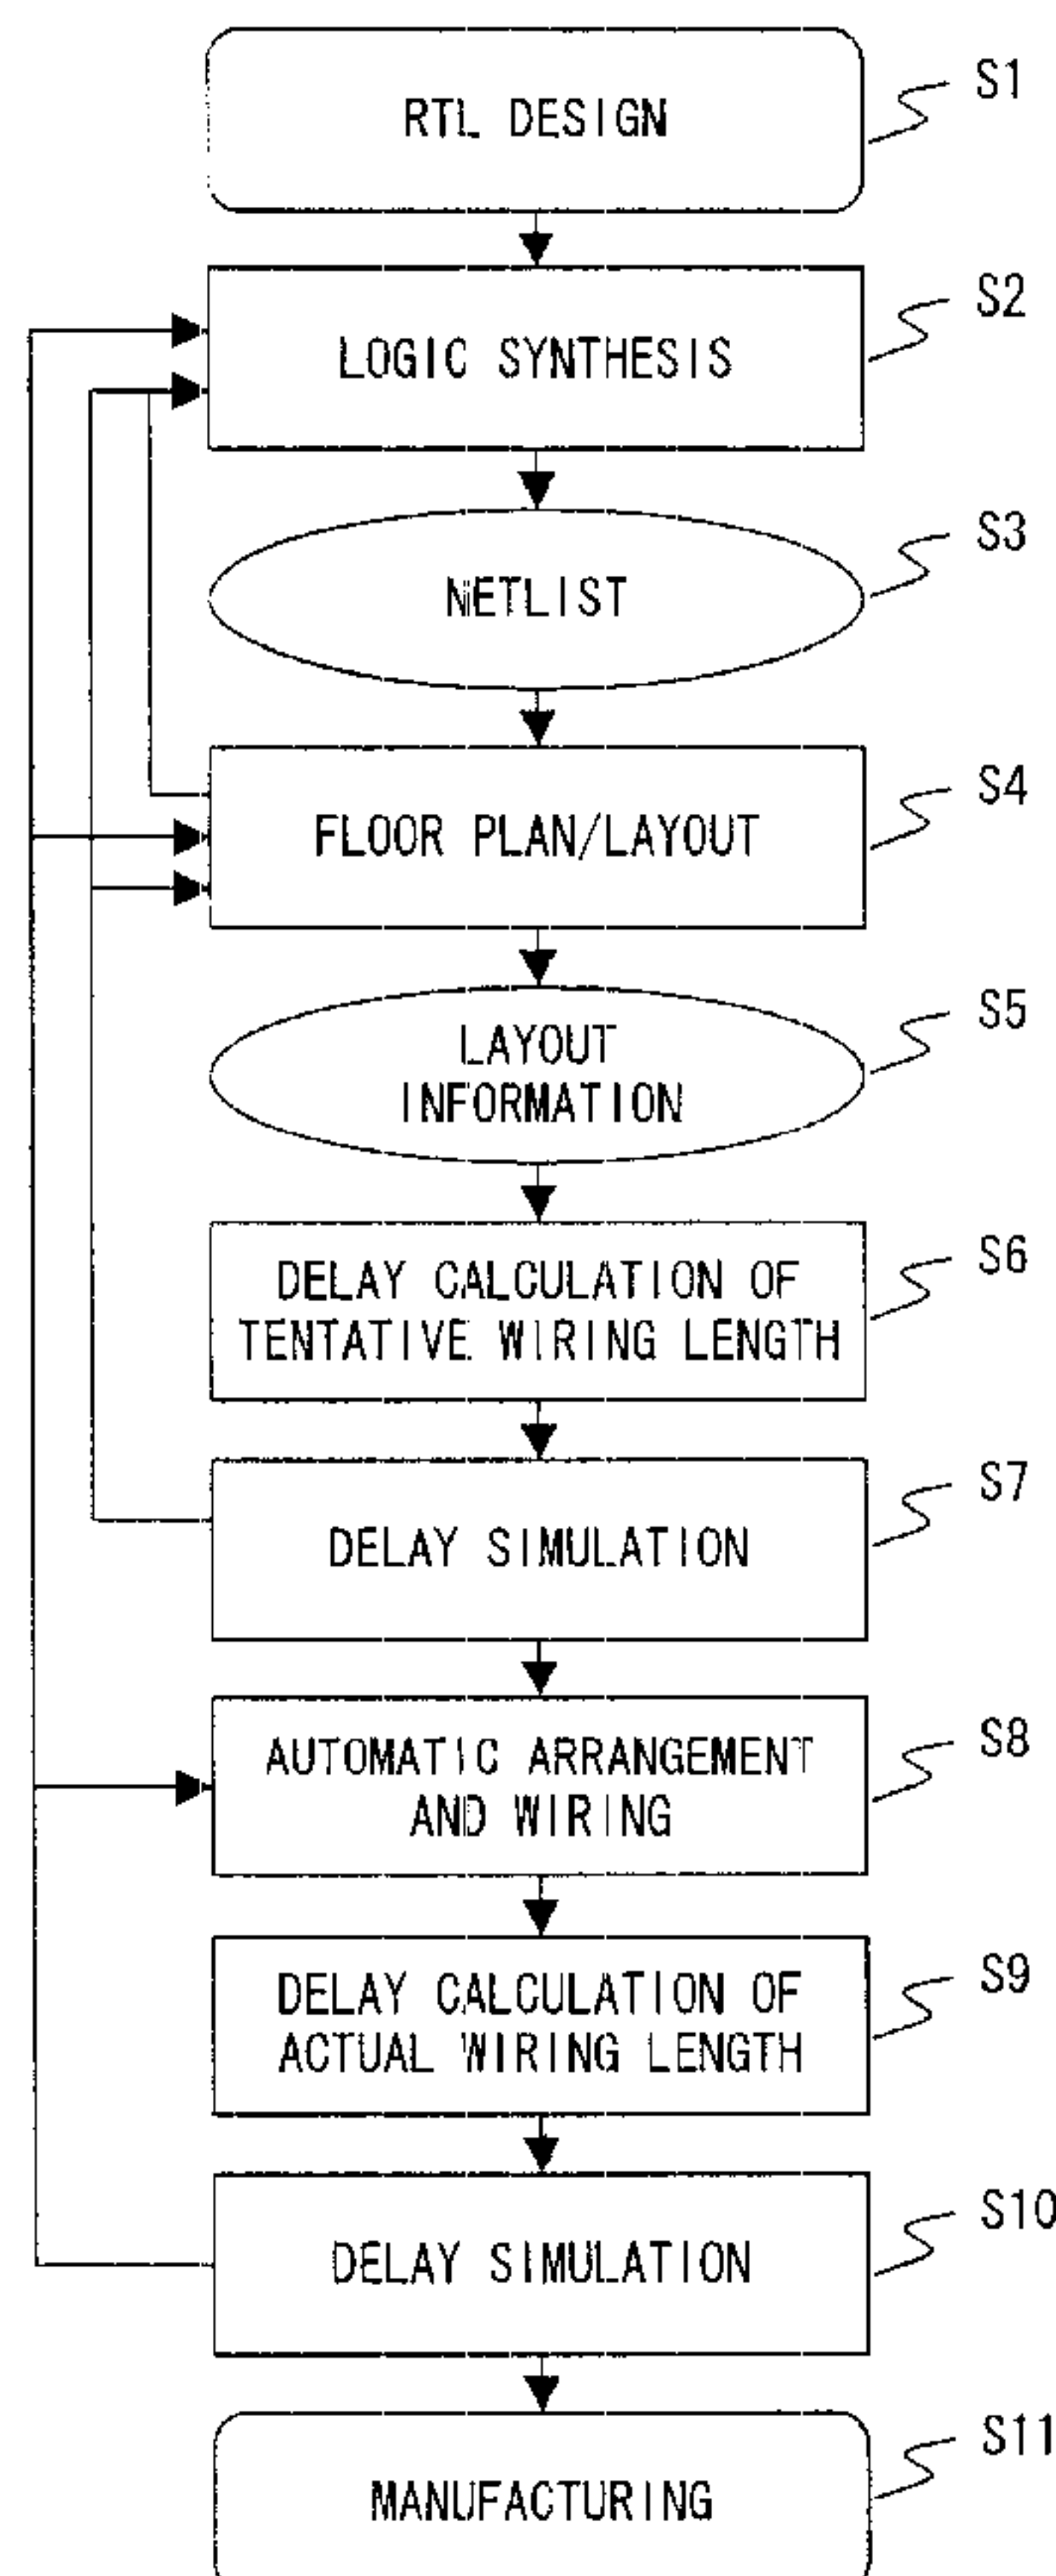 RTL DESIGN
S1
LOGIC SYNTHESIS
S2
NETLIST
S3
FLOOR PLAN/LAYOUT
S4
LAYOUT
INFORMATION
S5
DELAY CALCULATION OF
TENTATIVE WIRING LENGTH
S6
DELAY SIMULATION
S7
AUTOMATIC ARRANGEMENT
AND WIRING
S8
DELAY CALCULATION OF
ACTUAL WIRING LENGTH
S9
DELAY SIMULATION
S10
MANUFACTURING
S11